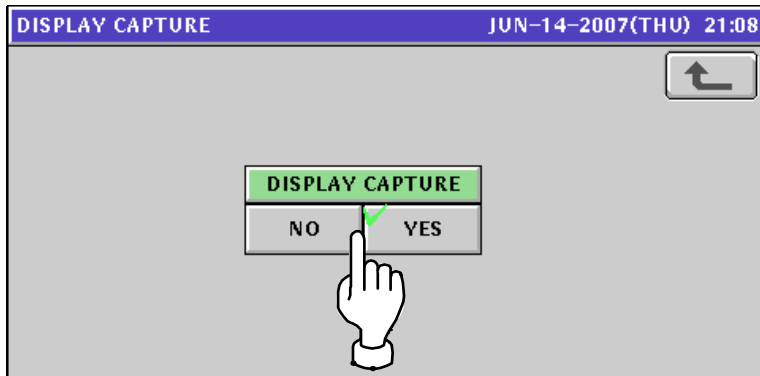 DISPLAY CAPTURE JUN-14-2007(THU) 21:08
DISPLAY CAPTURE
NO YES